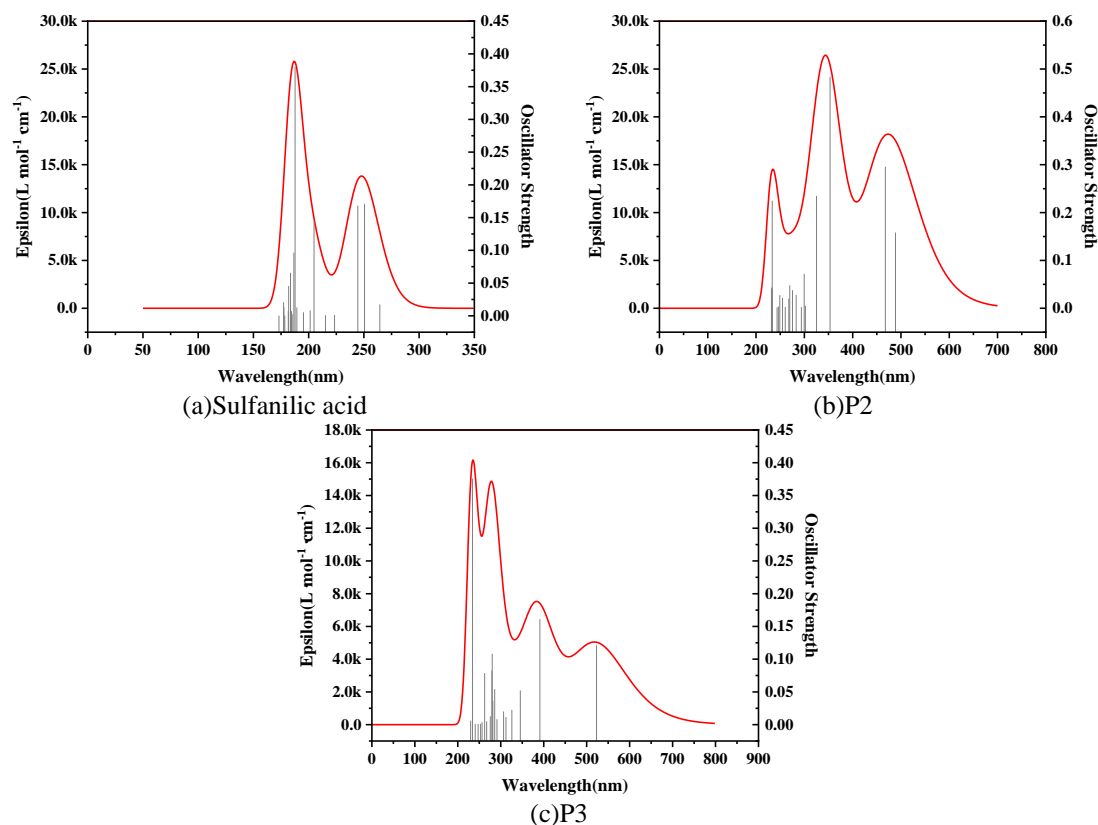 30.0k
25.0k
20.0k
15.0k
10.0k
5.0k
0.0
Epsilon(L mol⁻¹ cm⁻¹)
0.45
0.40
0.35
0.30
0.25
0.20
0.15
0.10
0.05
0.00
Oscillator Strength
0 50 100 150 200 250 300 350
Wavelength(nm)
(a)Sulfanilic acid
30.0k
25.0k
20.0k
15.0k
10.0k
5.0k
0.0
Epsilon(L mol⁻¹ cm⁻¹)
0.6
0.5
0.4
0.3
0.2
0.1
0.0
Oscillator Strength
0 100 200 300 400 500 600 700 800
Wavelength(nm)
(b)P2
18.0k
16.0k
14.0k
12.0k
10.0k
8.0k
6.0k
4.0k
2.0k
0.0
Epsilon(L mol⁻¹ cm⁻¹)
0.45
0.40
0.35
0.30
0.25
0.20
0.15
0.10
0.05
0.00
Oscillator Strength
0 100 200 300 400 500 600 700 800 900
Wavelength(nm)
(c)P3